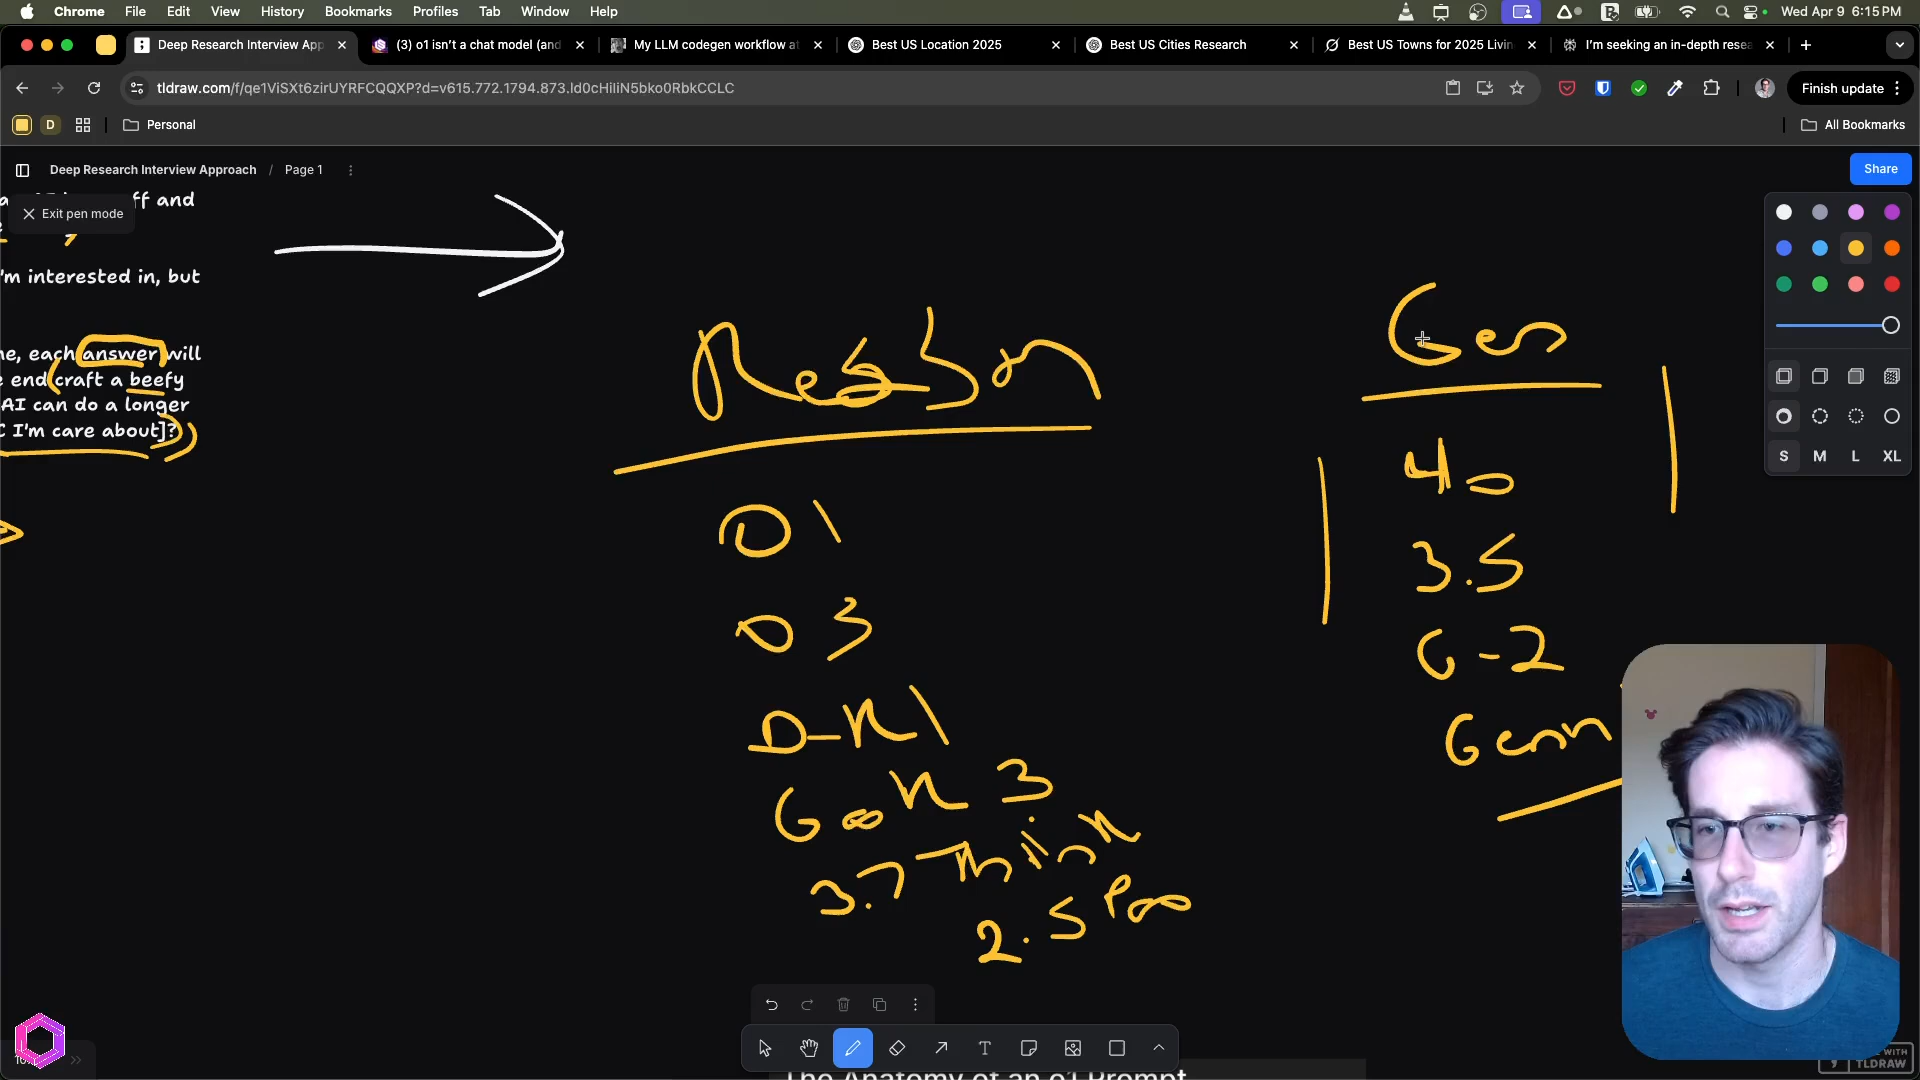 Chrome File Edit View History Bookmarks Profiles Tab Window Help Wed Apr 9 6:15 PM
Deep Research Interview App (3) o1 isn't a chat model (and My LLM codegen workflow at Best US Location 2025 Best US Cities Research Best US Towns for 2025 Livin I'm seeking an in-depth resea
tldraw.com/f/qe1ViSXt6zirUYRFCQQXP?d=v615.772.1794.873.ld0cHiliN5bko0RbkCCLC Finish update
D Personal All Bookmarks
Deep Research Interview Approach / Page 1 Share
ff and
Exit pen mode
'm interested in, but
ne, each answer will
e end craft a beefy
AI can do a longer
C I'm care about]?
Reason
O1
O3
D-R1
Grok 3
3.7 Think
2.5 Pro
Gen
4o
3.5
G-2
Gemn
S M L XL
The Anatomy of an o1 Prompt
MADE WITH
TLDRAW